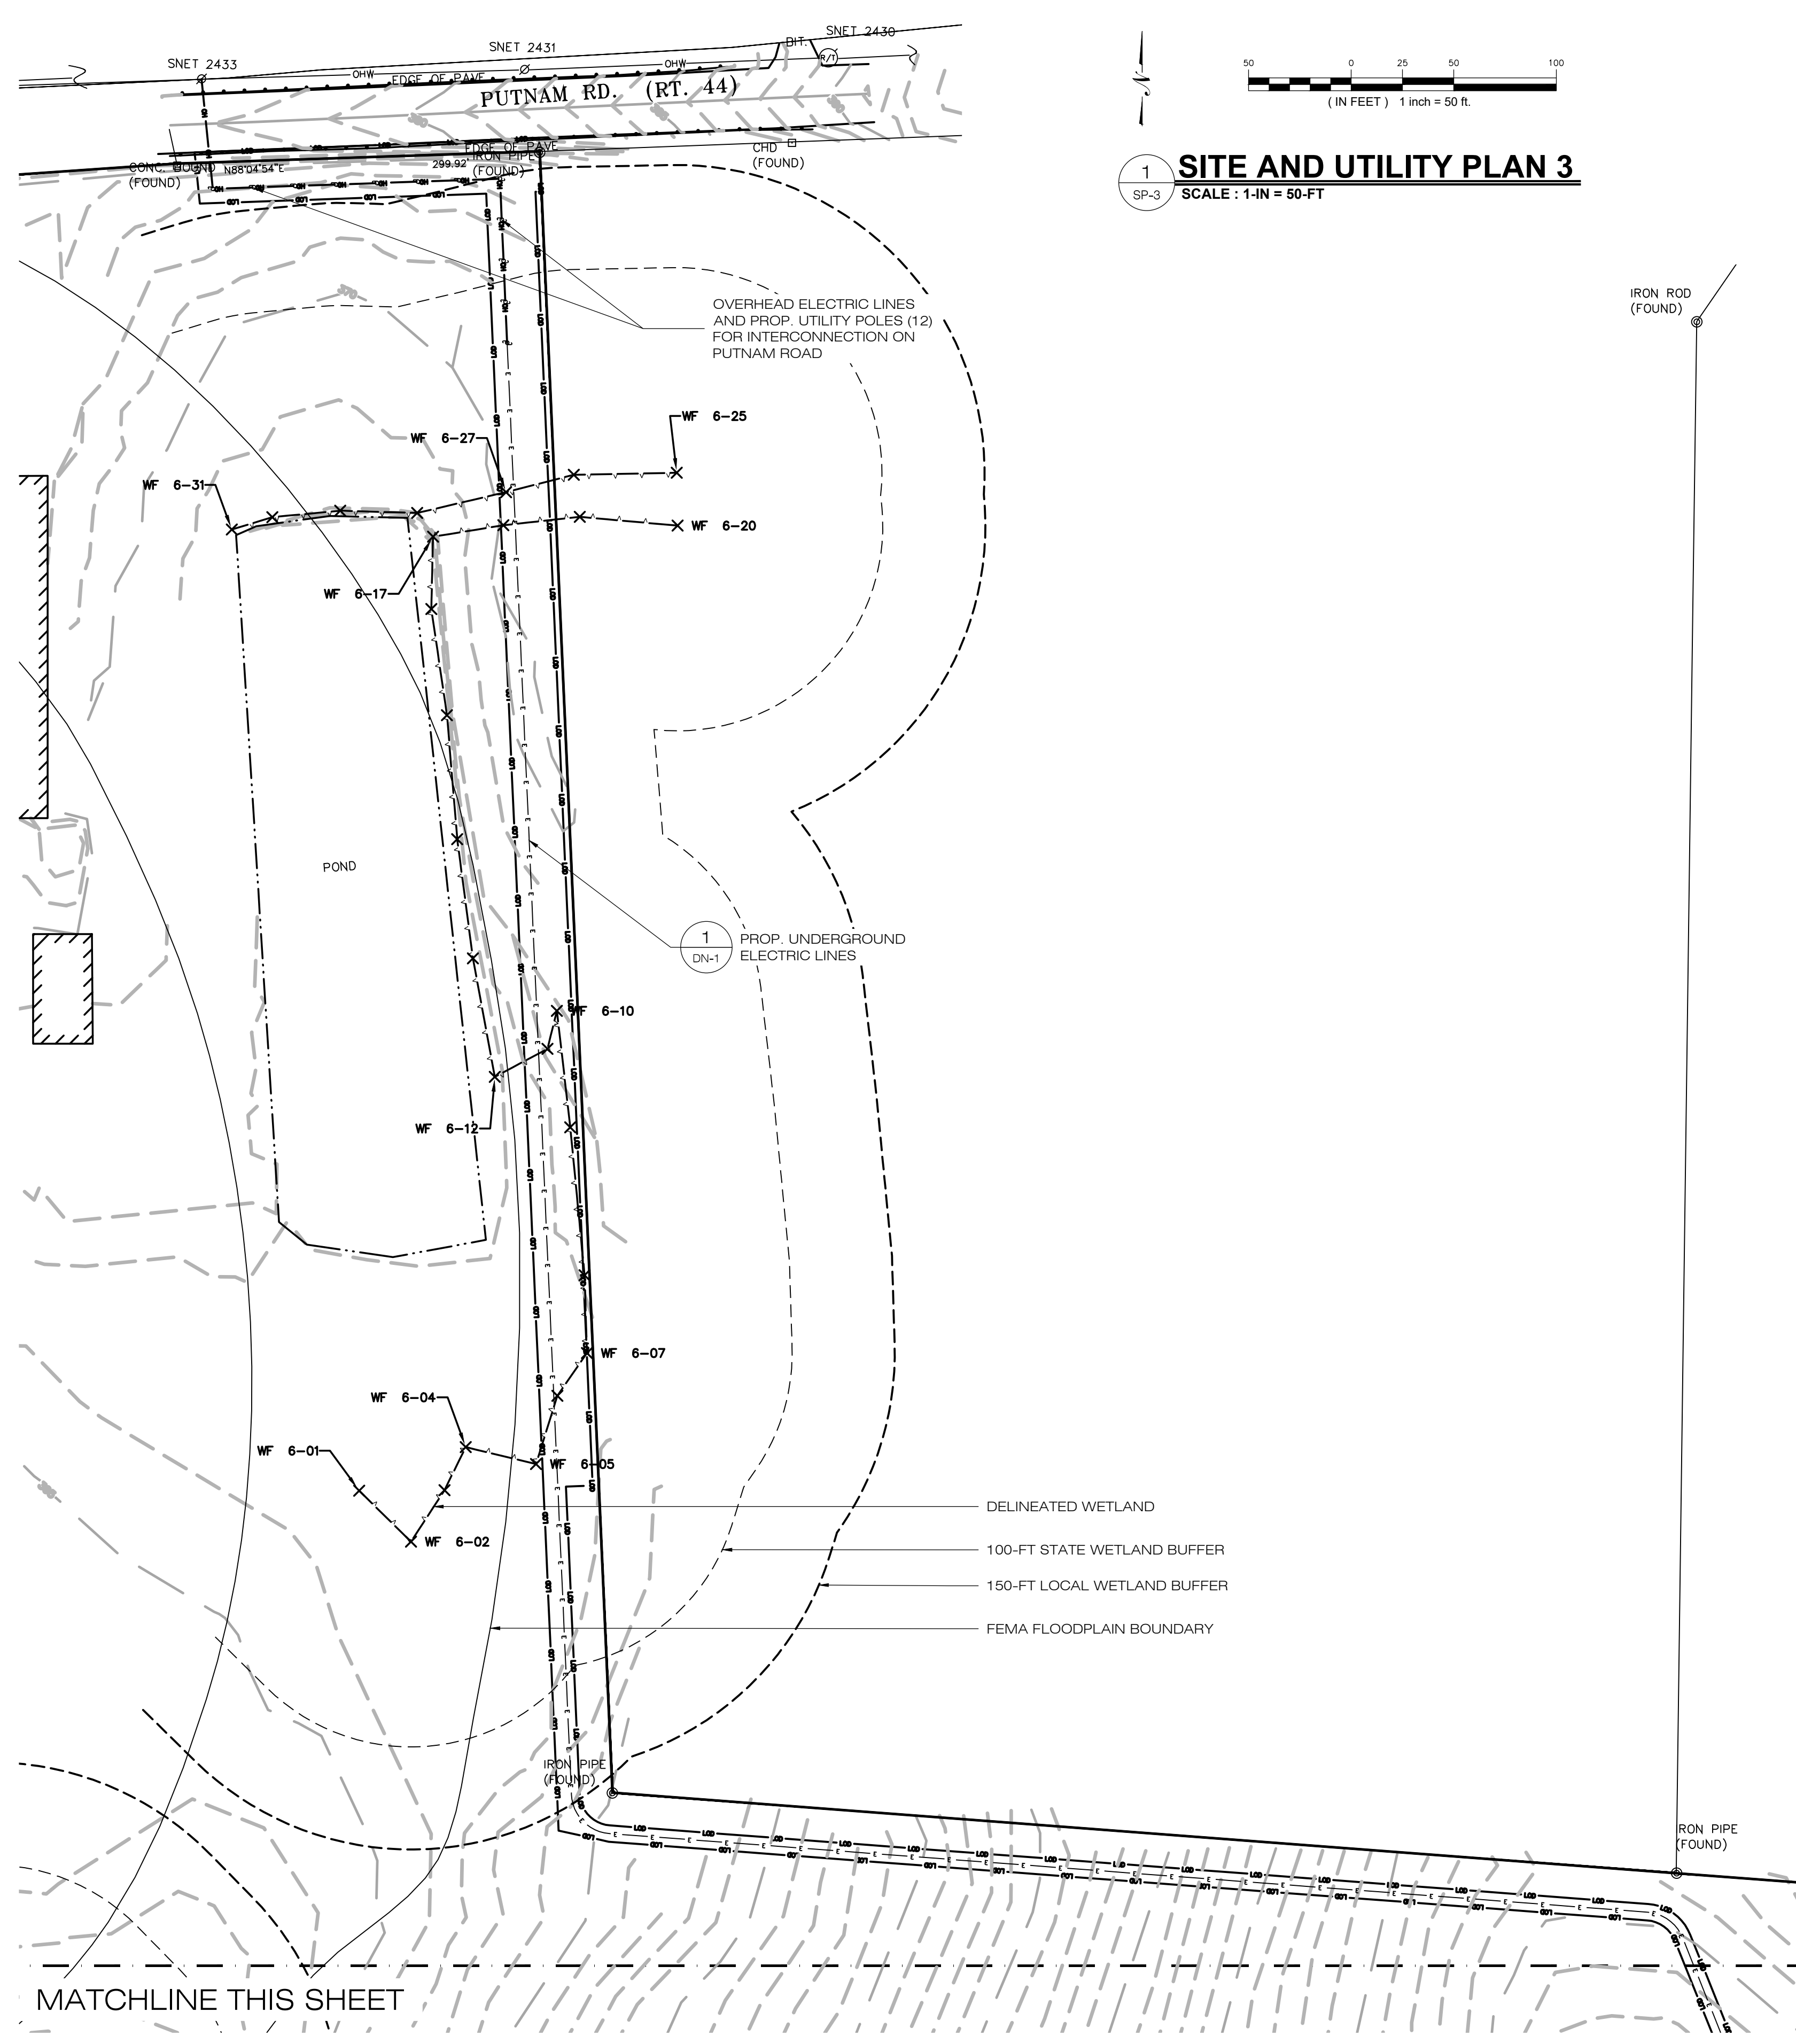 SNET 2430
BIT.
SNET 2431
R/T
SNET 2433
OHW
OHW
EDGE OF PAVE
PUTNAM RD. (RT. 44)
EDGE OF PAVE
IRON PIPE
(FOUND)
CHD
(FOUND)
CONC. BOUND
(FOUND)
N88°04'54"E
299.92'
50
0
25
50
100
( IN FEET )
1 inch = 50 ft.
1
SP-3
SITE AND UTILITY PLAN 3
SCALE : 1-IN = 50-FT
IRON ROD
(FOUND)
OVERHEAD ELECTRIC LINES
AND PROP. UTILITY POLES (12)
FOR INTERCONNECTION ON
PUTNAM ROAD
WF 6-25
WF 6-27
WF 6-31
WF 6-20
WF 6-17
POND
1
DN-1
PROP. UNDERGROUND
ELECTRIC LINES
WF 6-10
WF 6-12
WF 6-07
WF 6-04
WF 6-01
WF 6-05
WF 6-02
DELINEATED WETLAND
100-FT STATE WETLAND BUFFER
150-FT LOCAL WETLAND BUFFER
FEMA FLOODPLAIN BOUNDARY
IRON PIPE
(FOUND)
LOD
LOD
E
E
IRON PIPE
(FOUND)
MATCHLINE THIS SHEET